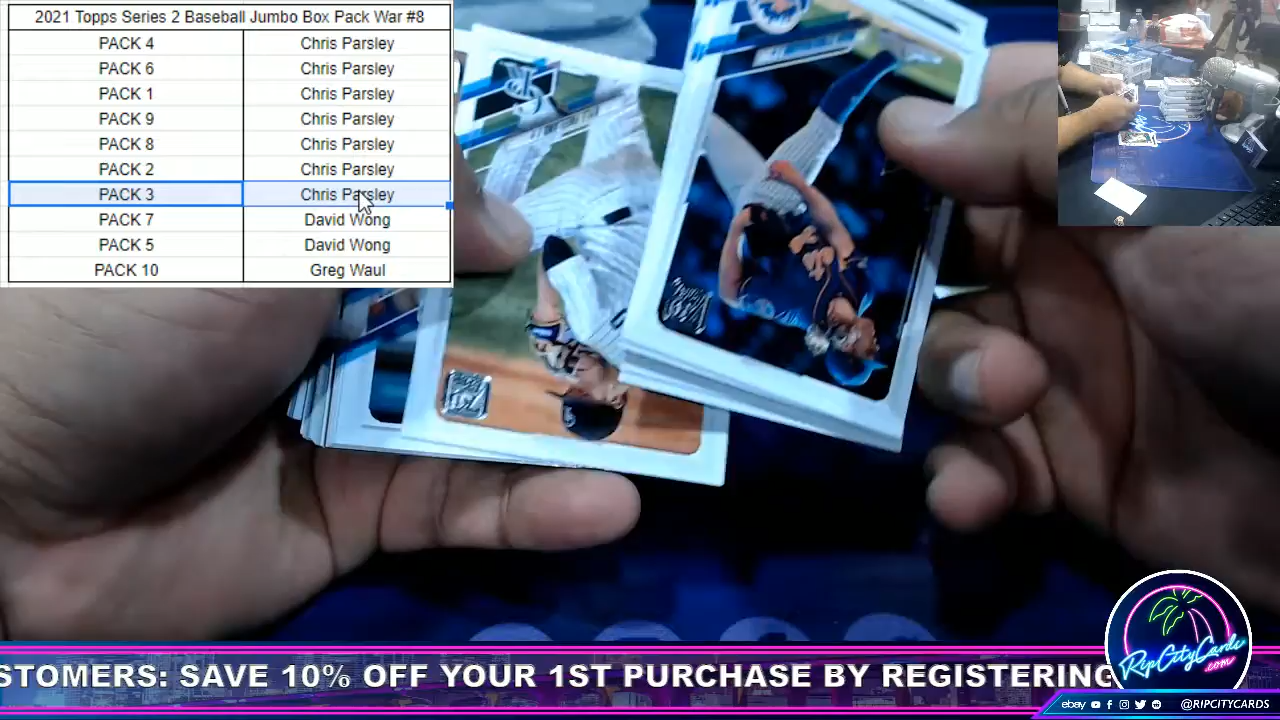 2021 Topps Series 2 Baseball Jumbo Box Pack War #8
PACK 4 Chris Parsley
PACK 6 Chris Parsley
PACK 1 Chris Parsley
PACK 9 Chris Parsley
PACK 8 Chris Parsley
PACK 2 Chris Parsley
PACK 3 Chris Parsley
PACK 7 David Wong
PACK 5 David Wong
PACK 10 Greg Waul
STOMERS: SAVE 10% OFF YOUR 1ST PURCHASE BY REGISTERING
RipCityCards
.com
ebay @RIPCITYCARDS